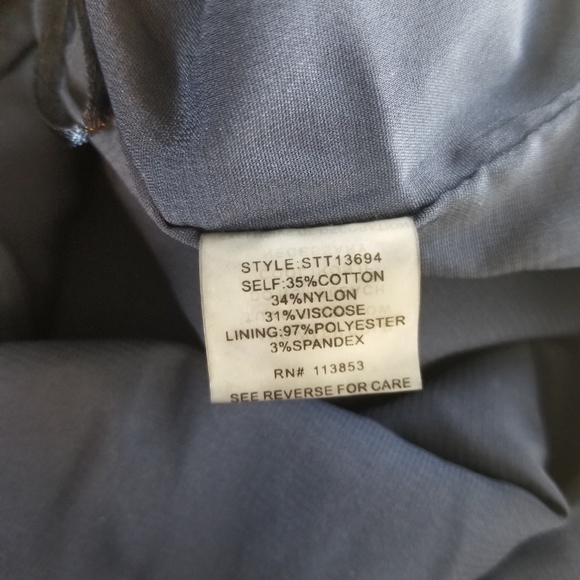 STYLE:STT13694
SELF:35%COTTON
34%NYLON
31%VISCOSE
LINING:97%POLYESTER
3%SPANDEX
RN# 113853
SEE REVERSE FOR CARE